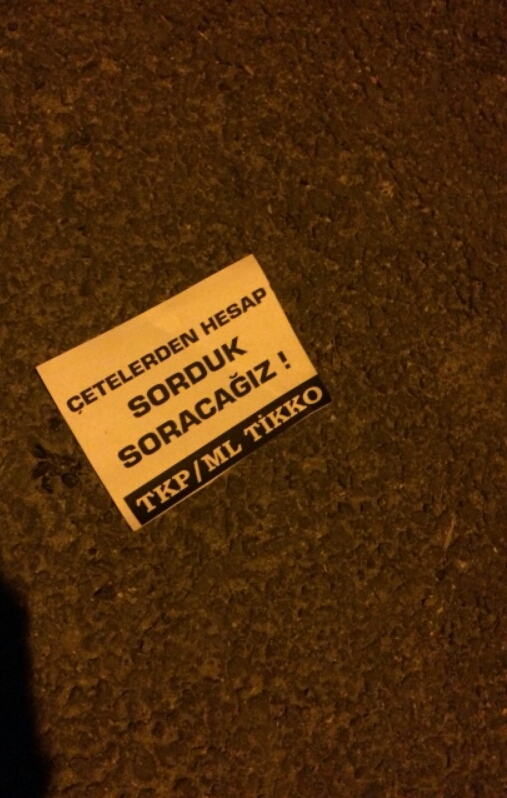 ÇETELERDEN HESAP
SORDUK
SORACAĞIZ !
TKP/ML TİKKO